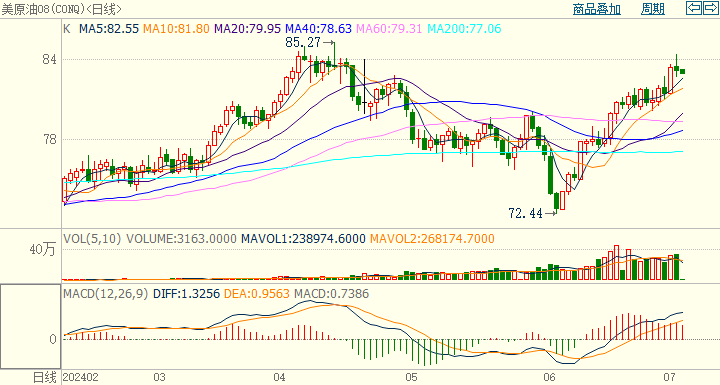 美原油08(CONQ)<日线> 商品叠加 周期
K MA5:82.55 MA10:81.80 MA20:79.95 MA40:78.63 MA60:79.31 MA200:77.06
85.27→
84
78
72.44→
VOL(5,10) VOLUME:3163.0000 MAVOL1:238974.6000 MAVOL2:268174.7000
40万
MACD(12,26,9) DIFF:1.3256 DEA:0.9563 MACD:0.7386
0
日线 202402 03 04 05 06 07